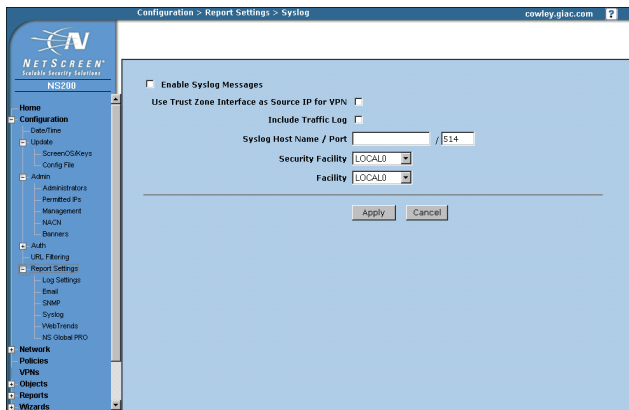 Configuration > Report Settings > Syslog
cowley.giac.com ?
N
NETSCREEN
Scalable Security Solutions
NS200
Home
Configuration
Date/Time
Update
ScreenOS/Keys
Config File
Admin
Administrators
Permitted IPs
Management
NACN
Banners
Auth
URL Filtering
Report Settings
Log Settings
Email
SNMP
Syslog
WebTrends
NS Global PRO
Network
Policies
VPNs
Objects
Reports
Wizards
Enable Syslog Messages
Use Trust Zone Interface as Source IP for VPN
Include Traffic Log
Syslog Host Name / Port / 514
Security Facility LOCAL0
Facility LOCAL0
Apply Cancel